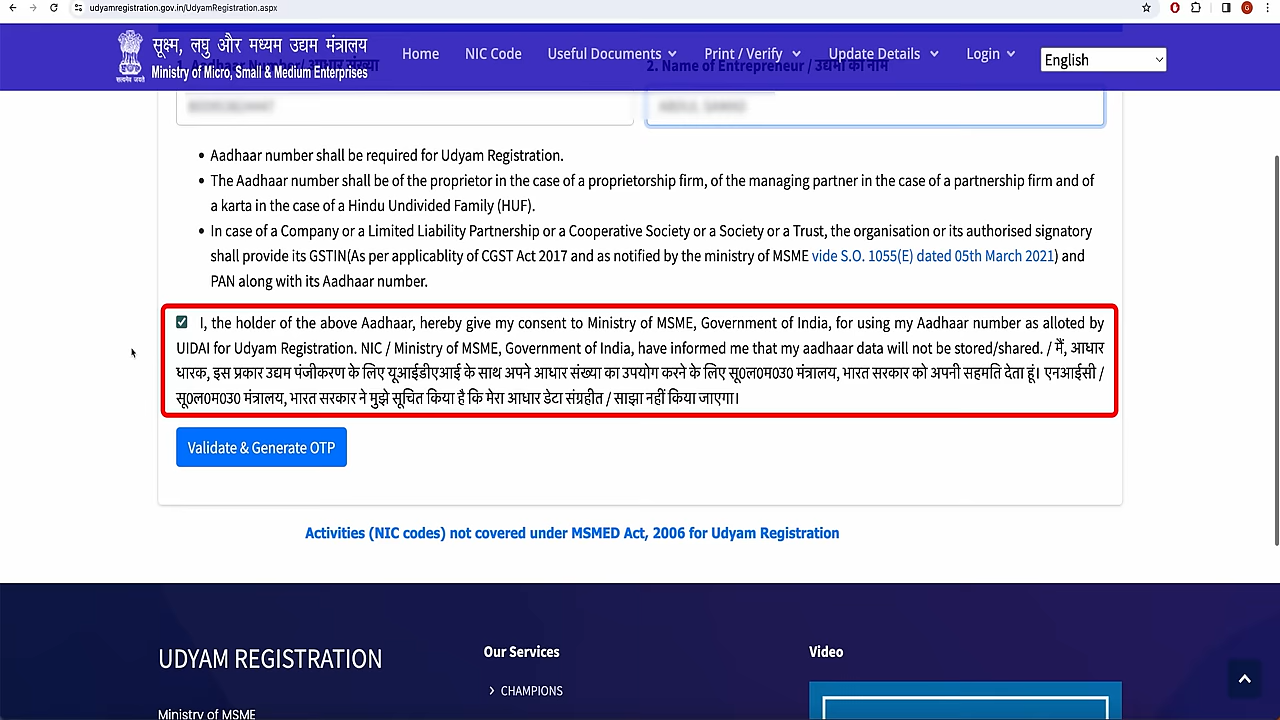 udyamregistration.gov.in/UdyamRegistration.aspx
सूक्ष्म, लघु और मध्यम उद्यम मंत्रालय
Ministry of Micro, Small & Medium Enterprises
Home NIC Code Useful Documents Print / Verify Update Details Login English
1. Aadhaar Number/ आधार संख्या
2. Name of Entrepreneur / उद्यमी का नाम
• Aadhaar number shall be required for Udyam Registration.
• The Aadhaar number shall be of the proprietor in the case of a proprietorship firm, of the managing partner in the case of a partnership firm and of
a karta in the case of a Hindu Undivided Family (HUF).
• In case of a Company or a Limited Liability Partnership or a Cooperative Society or a Society or a Trust, the organisation or its authorised signatory
shall provide its GSTIN(As per applicablity of CGST Act 2017 and as notified by the ministry of MSME vide S.O. 1055(E) dated 05th March 2021) and
PAN along with its Aadhaar number.
I, the holder of the above Aadhaar, hereby give my consent to Ministry of MSME, Government of India, for using my Aadhaar number as alloted by
UIDAI for Udyam Registration. NIC / Ministry of MSME, Government of India, have informed me that my aadhaar data will not be stored/shared. / मैं, आधार
धारक, इस प्रकार उद्यम पंजीकरण के लिए यूआईडीएआई के साथ अपने आधार संख्या का उपयोग करने के लिए सू0ल0म0उ0 मंत्रालय, भारत सरकार को अपनी सहमति देता हूं। एनआईसी /
सू0ल0म0उ0 मंत्रालय, भारत सरकार ने मुझे सूचित किया है कि मेरा आधार डेटा संग्रहीत / साझा नहीं किया जाएगा।
Validate & Generate OTP
Activities (NIC codes) not covered under MSMED Act, 2006 for Udyam Registration
UDYAM REGISTRATION
Our Services
Video
CHAMPIONS
Ministry of MSME